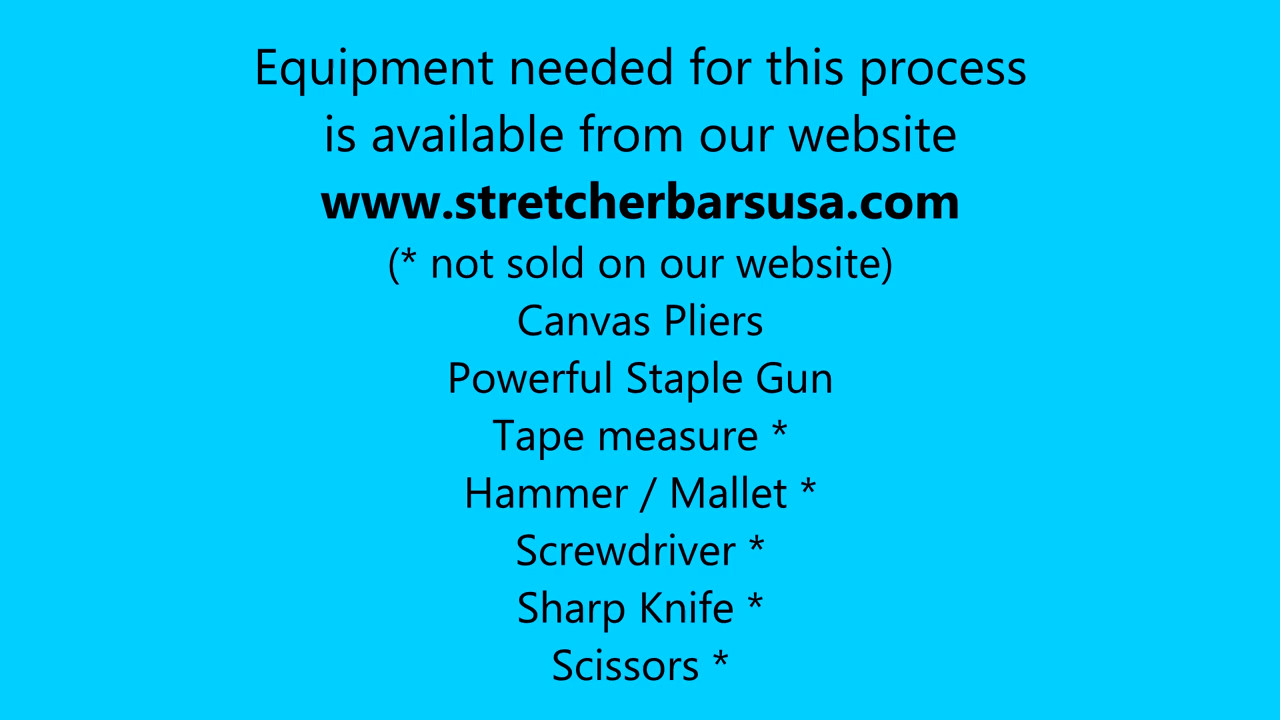 Equipment needed for this process
is available from our website
www.stretcherbarsusa.com
(* not sold on our website)
Canvas Pliers
Powerful Staple Gun
Tape measure *
Hammer / Mallet *
Screwdriver *
Sharp Knife *
Scissors *